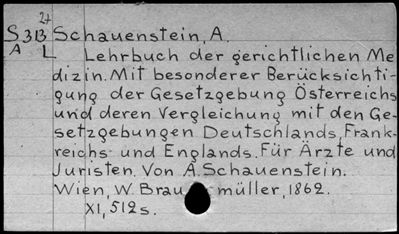 27
S 3B Schauenstein, A.
A L Lehrbuch der gerichtlichen Me
dizin. Mit besonderer Berücksichti-
gung der Gesetzgebung Österreichs
und deren Vergleichung mit den Ge-
setzgebungen Deutschlands, Frank-
reichs und Englands. Für Ärzte und
Juristen. Von A. Schauenstein.
Wien, W. Brau müller, 1862.
XI, 512 s.